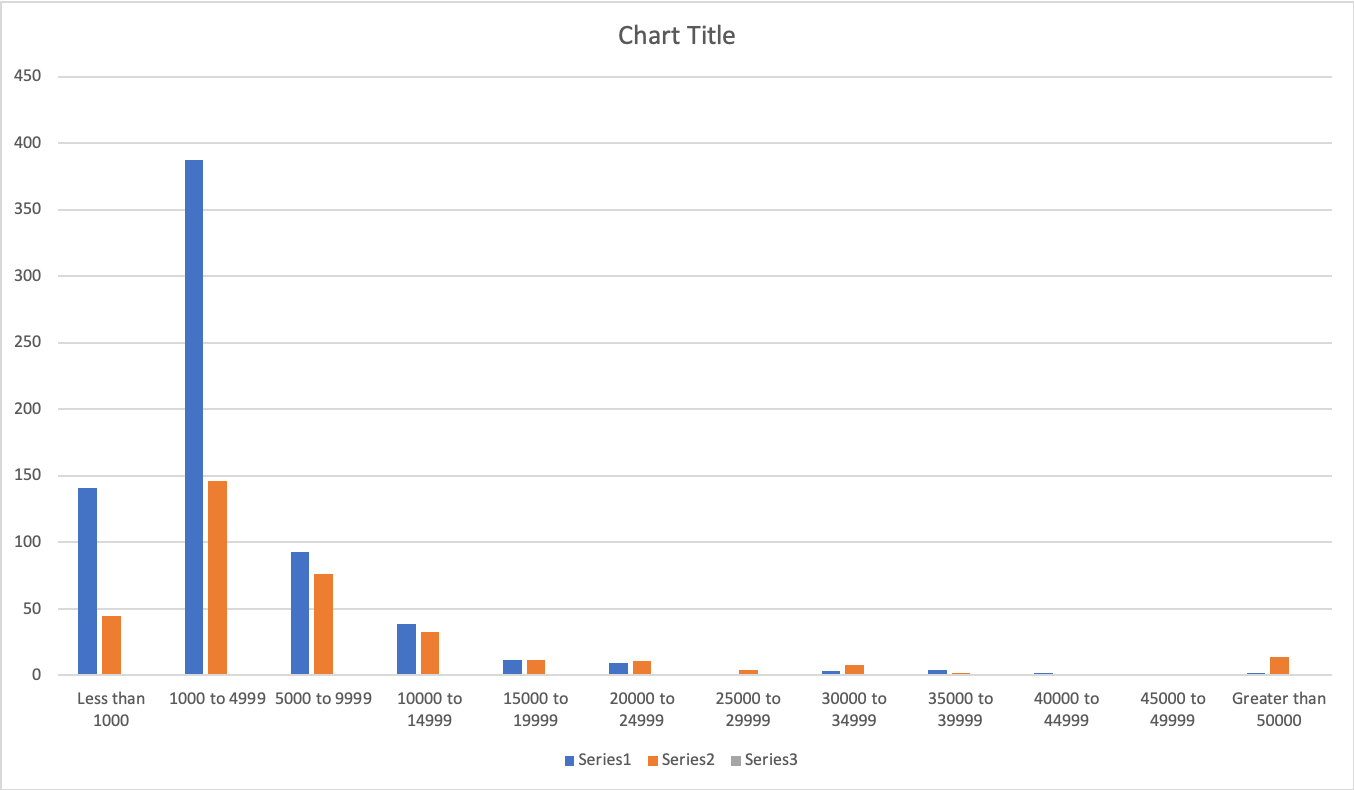 Chart Title
450
400
350
300
250
200
150
100
50
0
Less than
1000
1000 to 4999
5000 to 9999
10000 to
14999
15000 to
19999
20000 to
24999
25000 to
29999
30000 to
34999
35000 to
39999
40000 to
44999
45000 to
49999
Greater than
50000
Series1
Series2
Series3